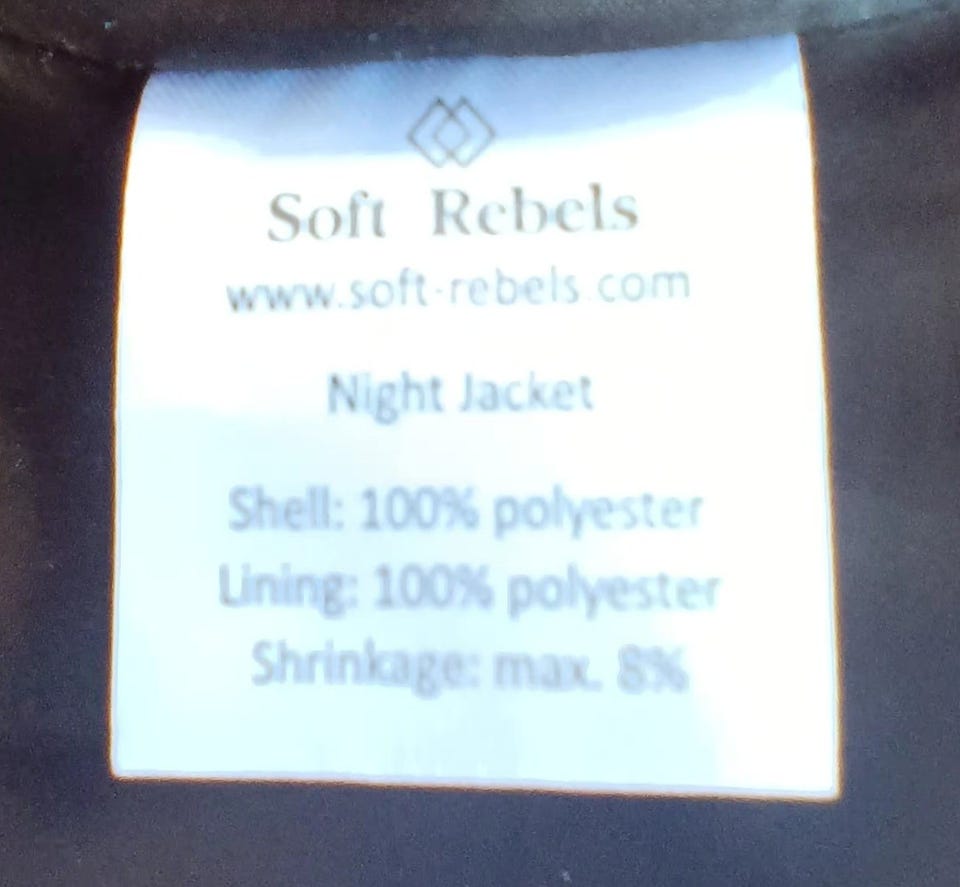 Soft Rebels
www.soft-rebels.com
Night Jacket
Shell: 100% polyester
Lining: 100% polyester
Shrinkage: max. 8%